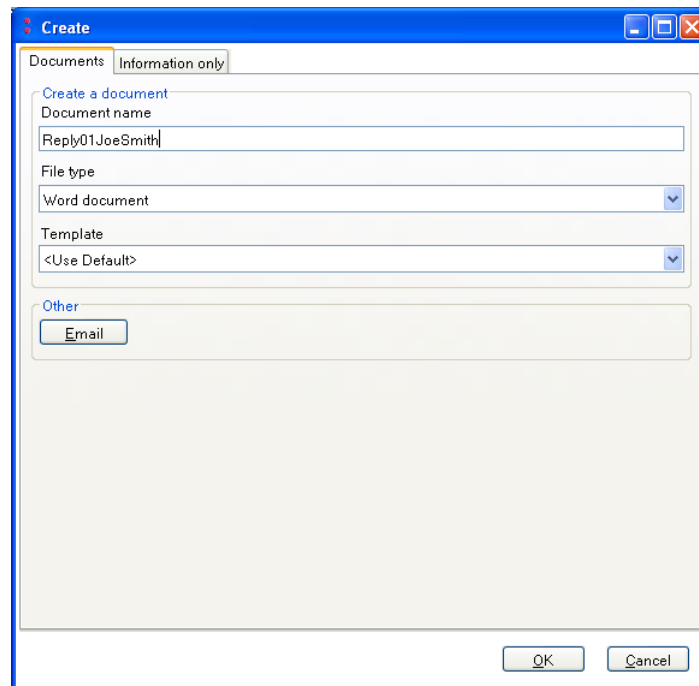 Create
Documents Information only
Create a document
Document name
Reply01JoeSmith
File type
Word document
Template
<Use Default>
Other
Email
OK Cancel